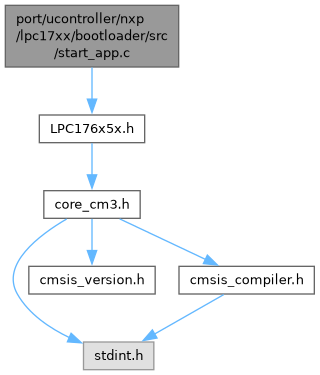 port/ucontroller/nxp
/lpc17xx/bootloader/src
/start_app.c
LPC176x5x.h
core_cm3.h
cmsis_version.h
cmsis_compiler.h
stdint.h